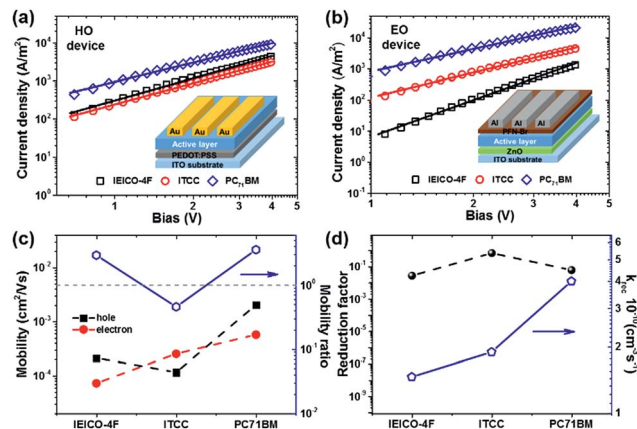 (a)
HO
device
Current density (A/m²)
10⁵
10⁴
10³
10²
10¹
10⁰
Au
Au
Au
Active layer
PEDOT:PSS
ITO substrate
IEICO-4F
ITCC
PC₇₁BM
1
2
3
4
5
Bias (V)
(b)
EO
device
Current density (A/m²)
10⁴
10³
10²
10¹
10⁰
10⁻¹
Al
Al
Al
PFN-Br
Active layer
ZnO
ITO substrate
IEICO-4F
ITCC
PC₇₁BM
2
3
4
5
Bias (V)
(c)
Mobility (cm²/Vs)
10⁻²
10⁻³
10⁻⁴
hole
electron
IEICO-4F
ITCC
PC71BM
10⁰
10⁻¹
10⁻²
Mobility ratio
(d)
Reduction factor
10⁻¹
10⁻³
10⁻⁵
10⁻⁷
10⁻⁹
IEICO-4F
ITCC
PC71BM
5
4
3
2
1